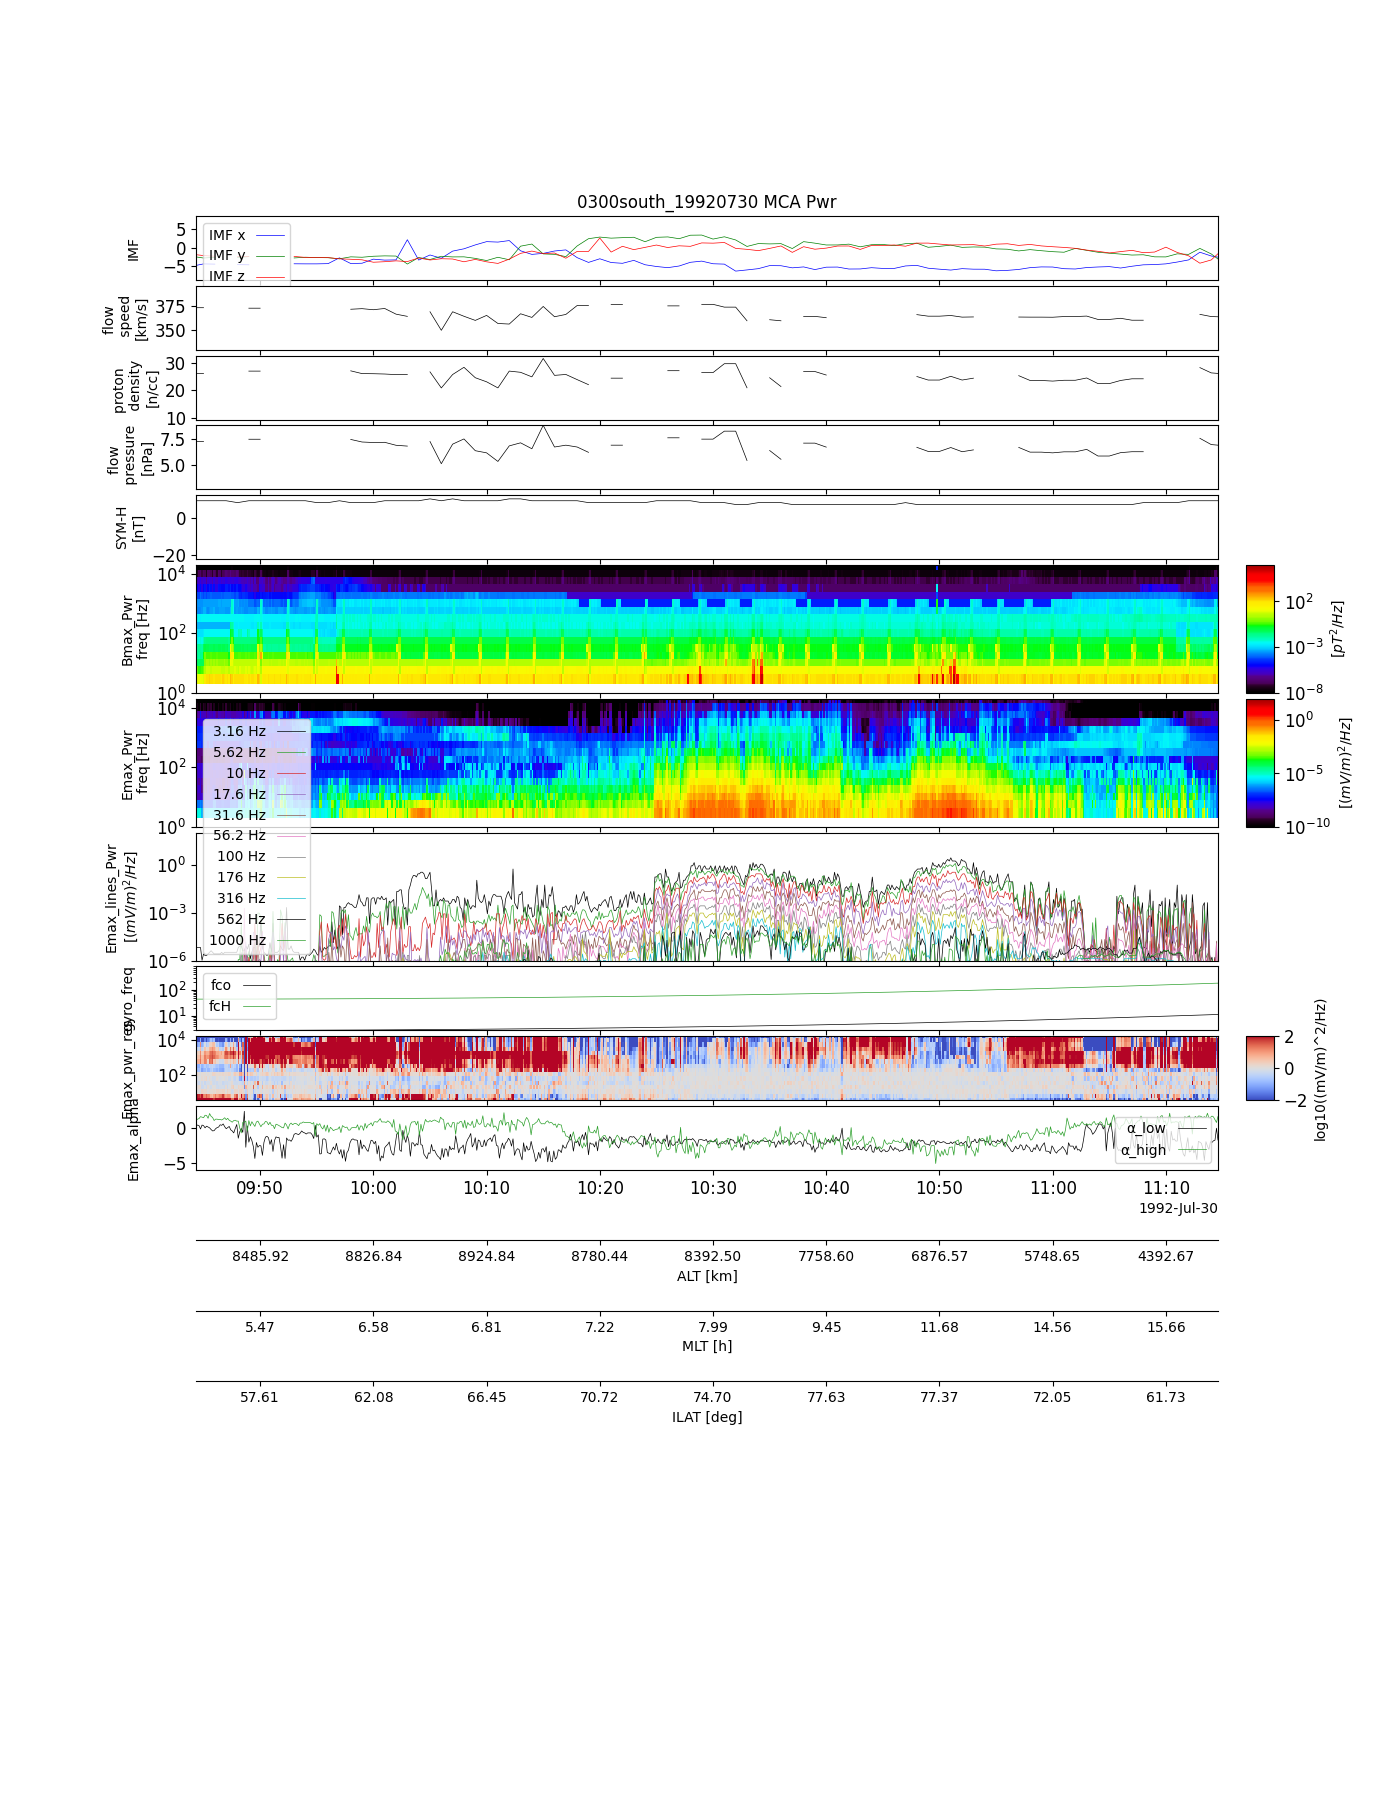 0300south_19920730 MCA Pwr
IMF
5
0
−5
IMF x
IMF y
IMF z
flow
speed
[km/s]
375
350
proton
density
[n/cc]
30
20
10
flow
pressure
[nPa]
7.5
5.0
SYM-H
[nT]
0
−20
Bmax_Pwr
freq [Hz]
10^4
10^2
10^0
10^2
10^−3
10^−8
[pT^2/Hz]
Emax_Pwr
freq [Hz]
10^4
10^2
10^0
10^0
10^−5
10^−10
[(mV/m)^2/Hz]
3.16 Hz
5.62 Hz
10 Hz
17.6 Hz
31.6 Hz
56.2 Hz
100 Hz
176 Hz
316 Hz
562 Hz
1000 Hz
Emax_lines_Pwr
[(mV/m)^2/Hz]
10^0
10^−3
10^−6
10^2
10^1
fco
fcH
10^4
10^2
2
0
−2
log10((mV/m)^2/Hz)
Emax_alpha
0
−5
α_low
α_high
09:50 10:00 10:10 10:20 10:30 10:40 10:50 11:00 11:10
1992-Jul-30
8485.92 8826.84 8924.84 8780.44 8392.50 7758.60 6876.57 5748.65 4392.67
ALT [km]
5.47 6.58 6.81 7.22 7.99 9.45 11.68 14.56 15.66
MLT [h]
57.61 62.08 66.45 70.72 74.70 77.63 77.37 72.05 61.73
ILAT [deg]